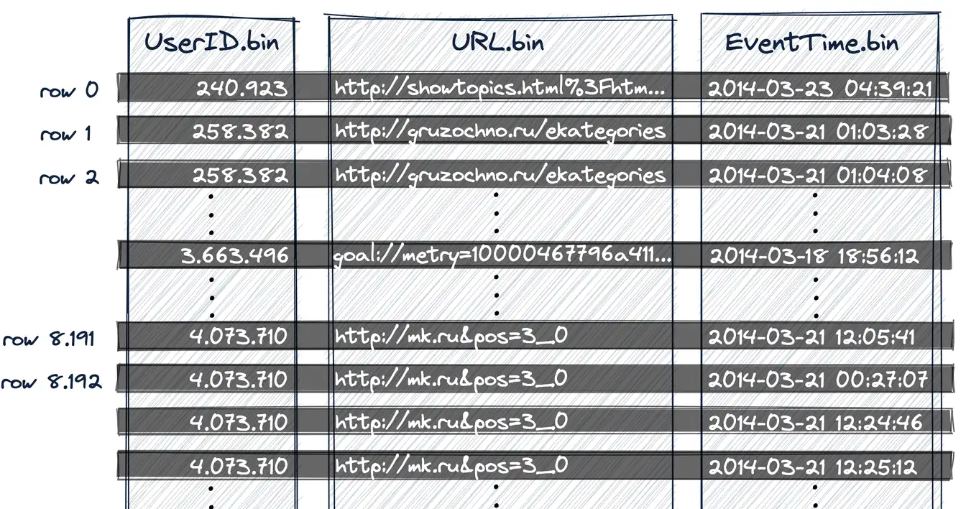 UserID.bin URL.bin EventTime.bin
row 0 240.923 http://showtopics.html%3Fhtm... 2014-03-23 04:39:21
row 1 258.382 http://gruzochno.ru/ekategories 2014-03-21 01:03:28
row 2 258.382 http://gruzochno.ru/ekategories 2014-03-21 01:04:08
3.663.496 goal://metry=10000467796a411... 2014-03-18 18:56:12
row 8.191 4.073.710 http://mk.ru&pos=3_0 2014-03-21 12:05:41
row 8.192 4.073.710 http://mk.ru&pos=3_0 2014-03-21 00:27:07
4.073.710 http://mk.ru&pos=3_0 2014-03-21 12:24:46
4.073.710 http://mk.ru&pos=3_0 2014-03-21 12:25:12